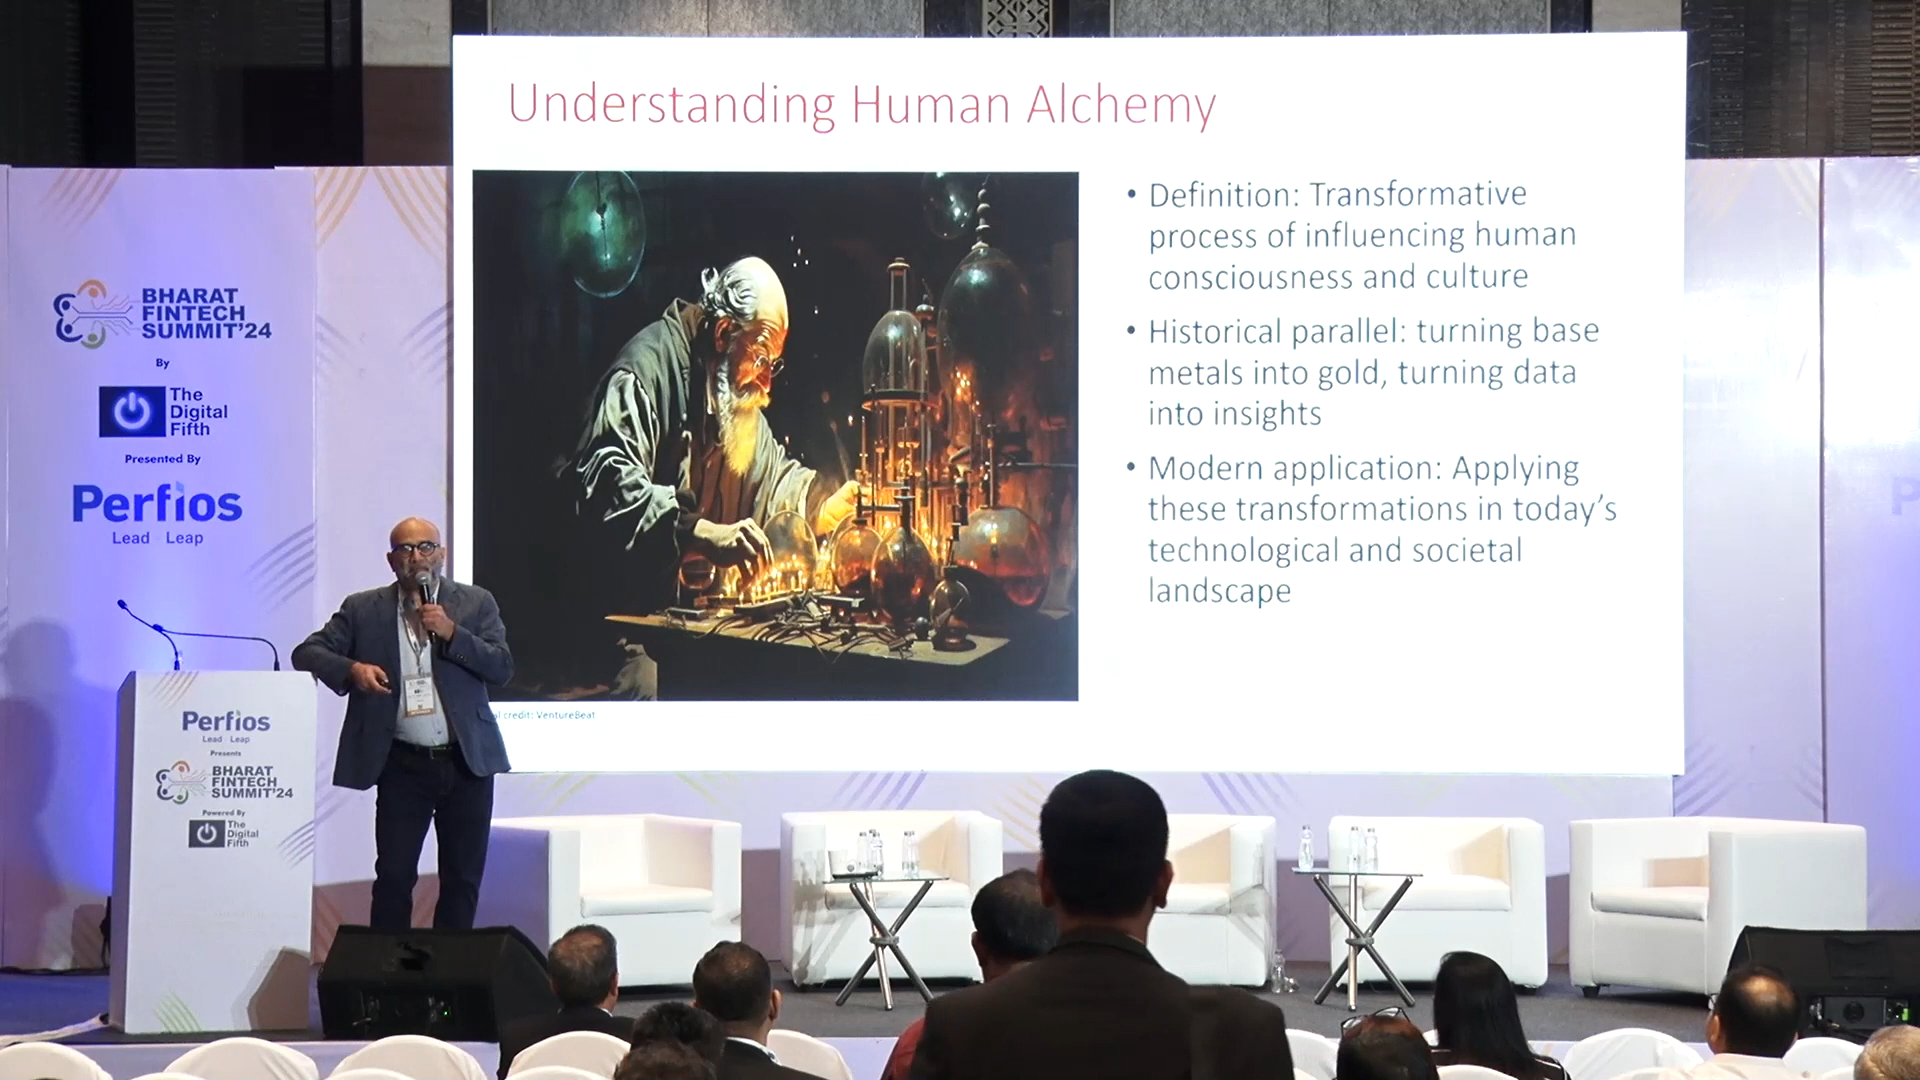 Understanding Human Alchemy
• Definition: Transformative
process of influencing human
consciousness and culture
• Historical parallel: turning base
metals into gold, turning data
into insights
• Modern application: Applying
these transformations in today's
technological and societal
landscape
credit: VentureBeat
BHARAT
FINTECH
SUMMIT'24
By
The
Digital
Fifth
Presented By
Perfios
Lead Leap
Perfios
Lead Leap
Presents
BHARAT
FINTECH
SUMMIT'24
Powered By
The
Digital
Fifth